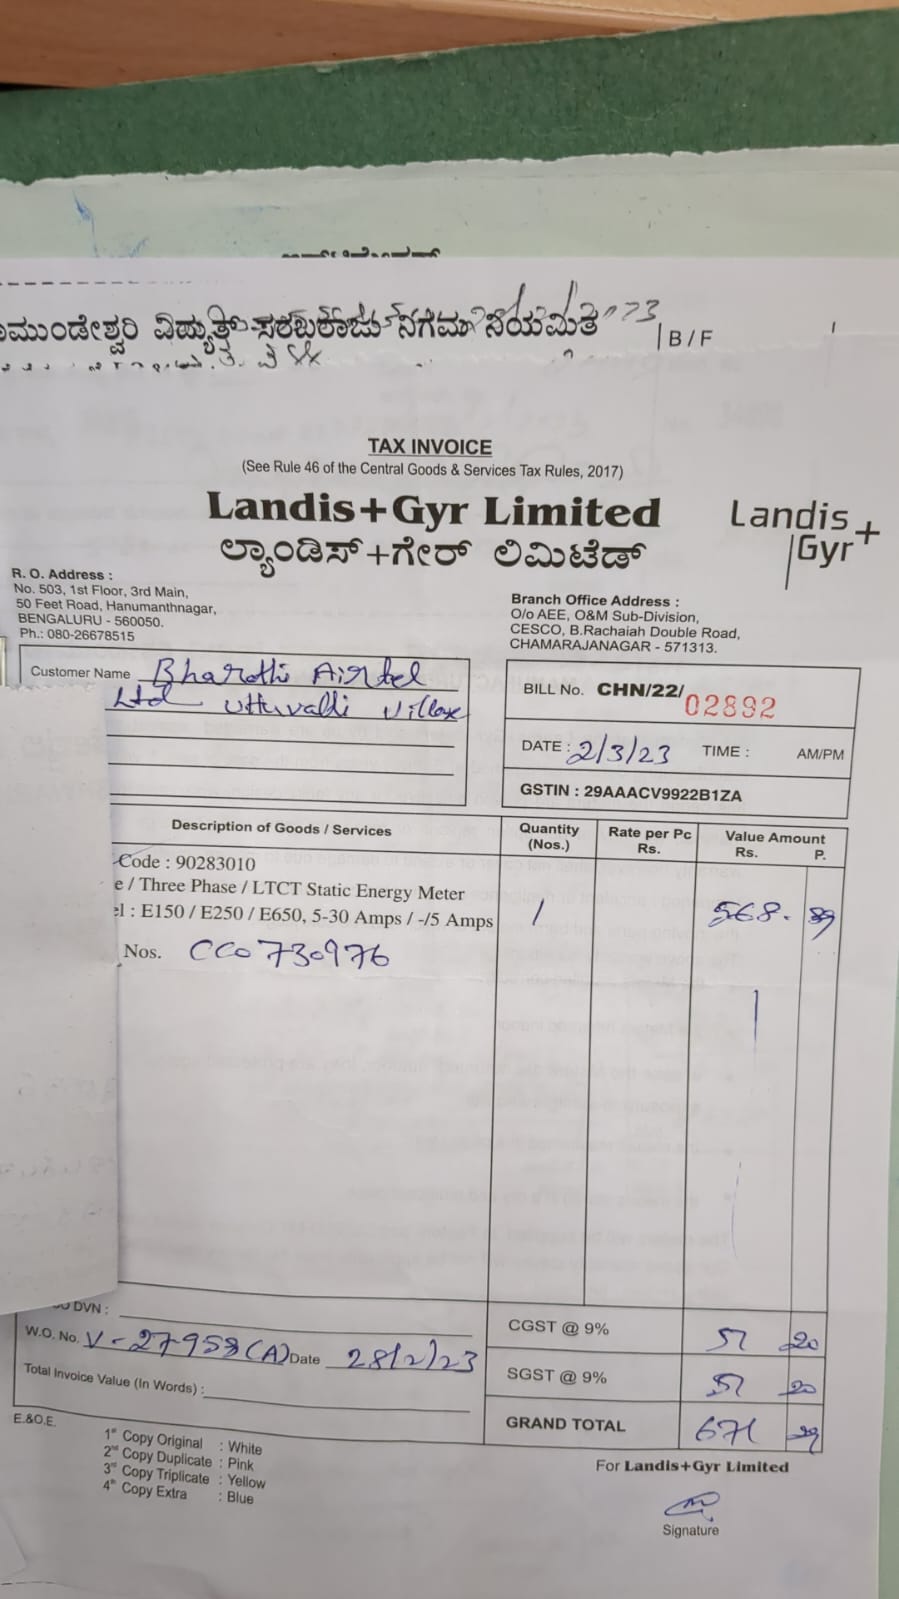 ಾಮುಂಡೇಶ್ವರಿ ವಿದ್ಯುತ್ ಸರಬರಾಜು ನಿಗಮ ನಿಯಮಿತ
B / F
TAX INVOICE
(See Rule 46 of the Central Goods & Services Tax Rules, 2017)
Landis+Gyr Limited
ಲ್ಯಾಂಡಿಸ್+ಗೇರ್ ಲಿಮಿಟೆಡ್
Landis
Gyr+
R. O. Address :
No. 503, 1st Floor, 3rd Main,
50 Feet Road, Hanumanthnagar,
BENGALURU - 560050.
Ph.: 080-26678515
Branch Office Address :
O/o AEE, O&M Sub-Division,
CESCO, B.Rachaiah Double Road,
CHAMARAJANAGAR - 571313.
Customer Name Bharathi Airtel
Ltd Uttuvalli Village
BILL No. CHN/22/ 02892
DATE : 2/3/23 TIME : AM/PM
GSTIN : 29AAACV9922B1ZA
Description of Goods / Services Quantity (Nos.) Rate per Pc Rs. Value Amount Rs. P.
Code : 90283010
e / Three Phase / LTCT Static Energy Meter
el : E150 / E250 / E650, 5-30 Amps / -/5 Amps 1 568. 89
Nos. CC0730976
DVN :
CGST @ 9% 51 20
W.O. No. V-27958(A) Date 28/2/23
SGST @ 9% 51 20
Total Invoice Value (In Words) :
GRAND TOTAL 671 29
E.&O.E.
1st Copy Original : White
2nd Copy Duplicate : Pink
3rd Copy Triplicate : Yellow
4th Copy Extra : Blue
For Landis+Gyr Limited
Signature